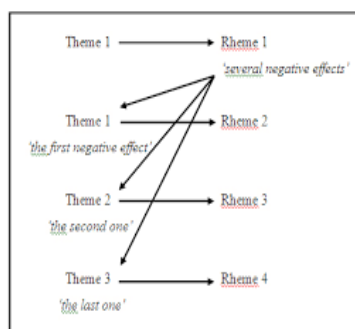 Theme 1 Rheme 1
'several negative effects'
Theme 1 Rheme 2
'the first negative effect'
Theme 2 Rheme 3
'the second one'
Theme 3 Rheme 4
'the last one'